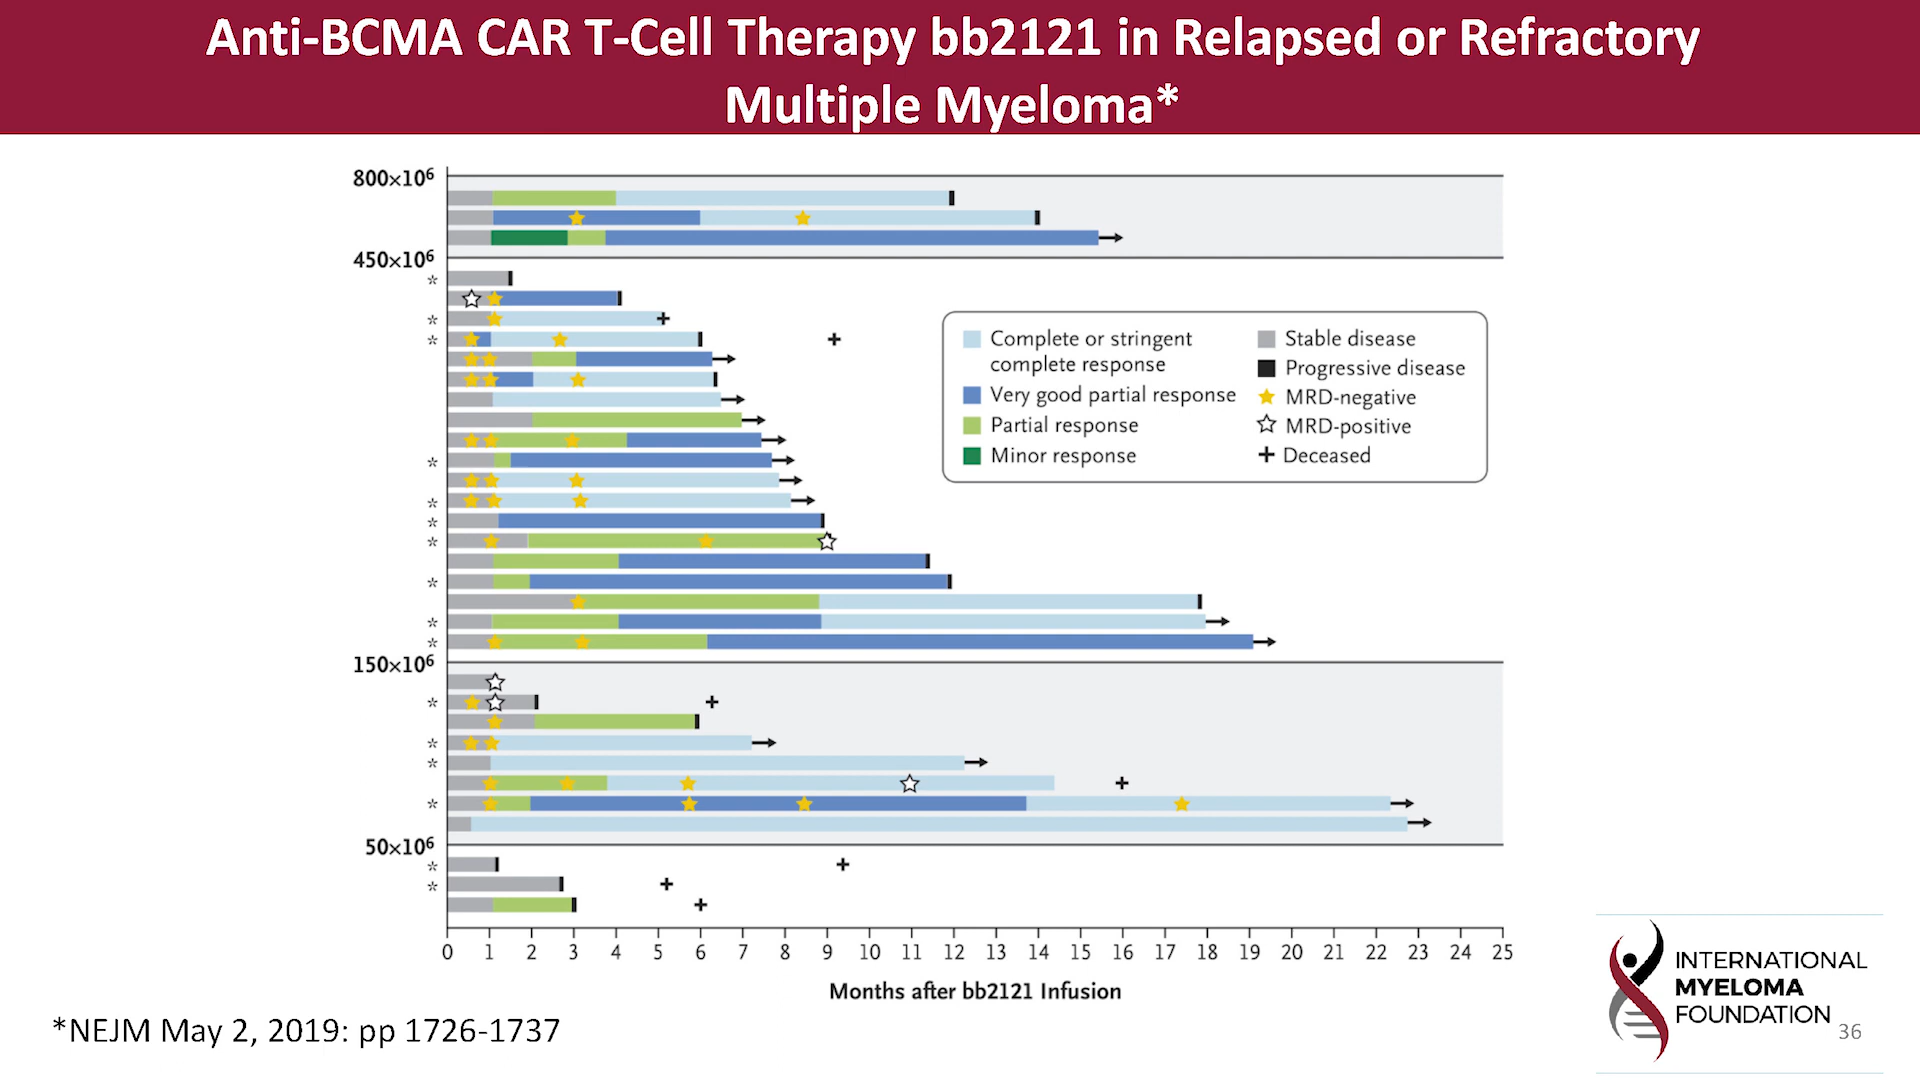 Anti-BCMA CAR T-Cell Therapy bb2121 in Relapsed or Refractory
Multiple Myeloma*
800×10⁶
450×10⁶
*
*
*
*
*
*
*
*
*
*
Complete or stringent
complete response
Very good partial response
Partial response
Minor response
Stable disease
Progressive disease
MRD-negative
MRD-positive
Deceased
150×10⁶
*
*
*
*
50×10⁶
*
*
0 1 2 3 4 5 6 7 8 9 10 11 12 13 14 15 16 17 18 19 20 21 22 23 24 25
Months after bb2121 Infusion
*NEJM May 2, 2019: pp 1726-1737
INTERNATIONAL
MYELOMA
FOUNDATION
36